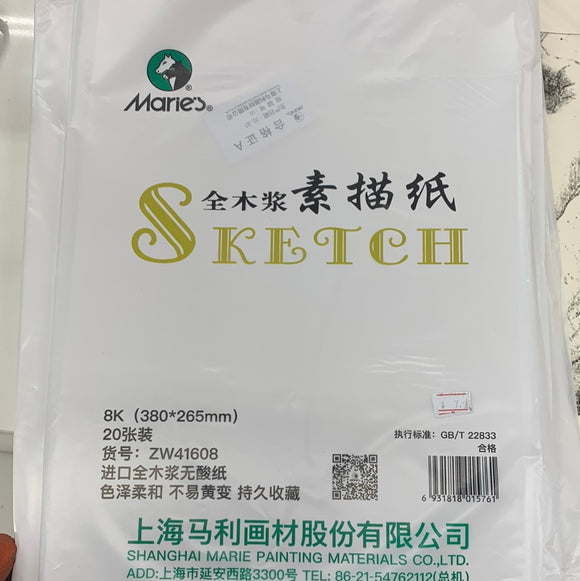 Marie's®
合格证A
全木浆 素描纸
SKETCH
8K（380*265mm）
20张装
货号：ZW41608
进口全木浆无酸纸
色泽柔和 不易黄变 持久收藏
执行标准：GB/T 22833
合格
6 931818 015761
上海马利画材股份有限公司
SHANGHAI MARIE PAINTING MATERIALS CO.,LTD.
ADD:上海市延安西路3300号 TEL: 86-21-54762112(总机)